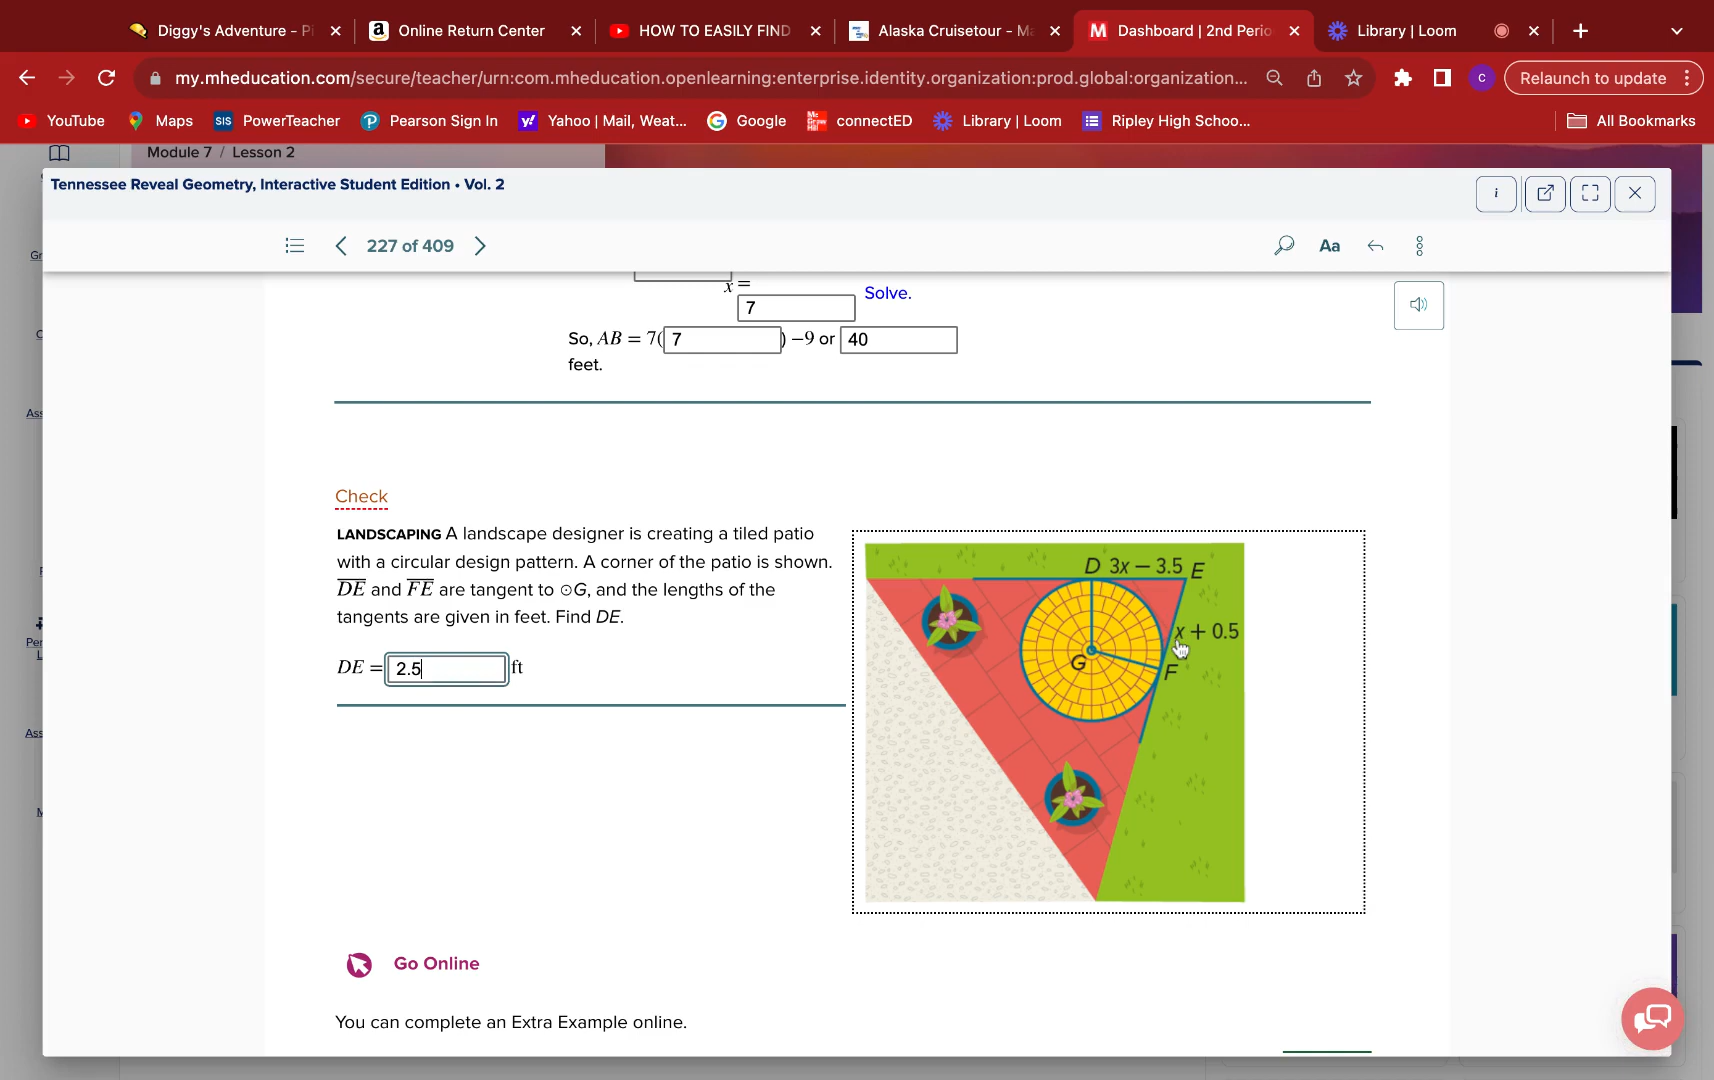 Diggy's Adventure - Pi
Online Return Center
HOW TO EASILY FIND
Alaska Cruisetour - Ma
Dashboard | 2nd Perio
Library | Loom
my.mheducation.com/secure/teacher/urn:com.mheducation.openlearning:enterprise.identity.organization:prod.global:organization...
C
Relaunch to update
YouTube
Maps
SIS
PowerTeacher
Pearson Sign In
Yahoo | Mail, Weat...
Google
connectED
Library | Loom
Ripley High Schoo...
All Bookmarks
Module 7 / Lesson 2
Tennessee Reveal Geometry, Interactive Student Edition • Vol. 2
i
227 of 409
Aa
x =
7
Solve.
So, AB = 7( 7 ) −9 or 40
feet.
Check
LANDSCAPING A landscape designer is creating a tiled patio
with a circular design pattern. A corner of the patio is shown.
D̅E̅ and F̅E̅ are tangent to ⊙G, and the lengths of the
tangents are given in feet. Find DE.
DE = 2.5 ft
D 3x − 3.5 E
x + 0.5
G
F
Go Online
You can complete an Extra Example online.